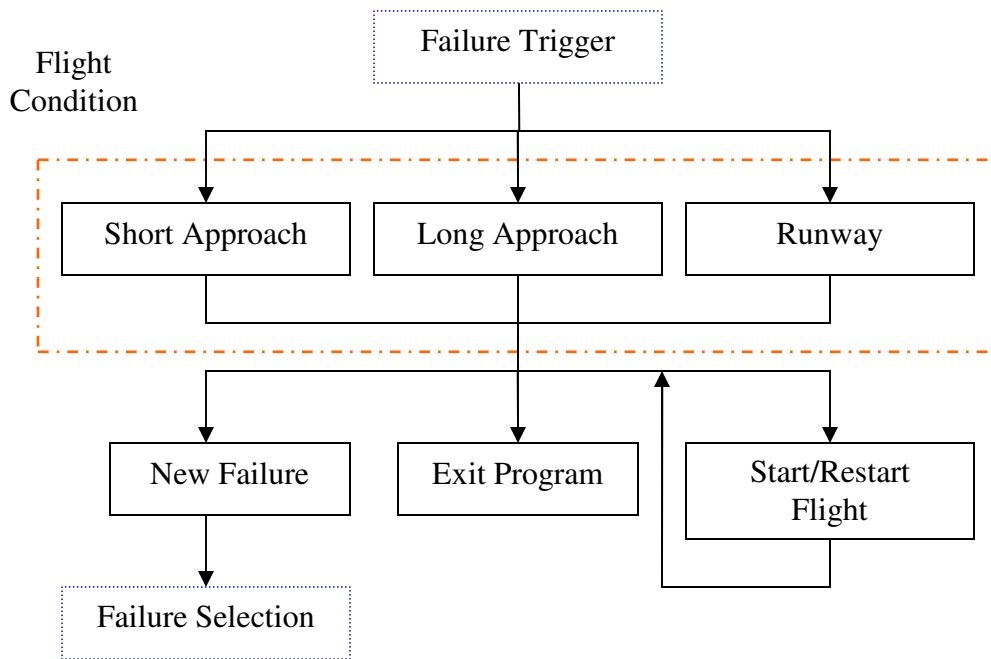 Failure Trigger
Flight
Condition
Short Approach
Long Approach
Runway
New Failure
Exit Program
Start/Restart
Flight
Failure Selection